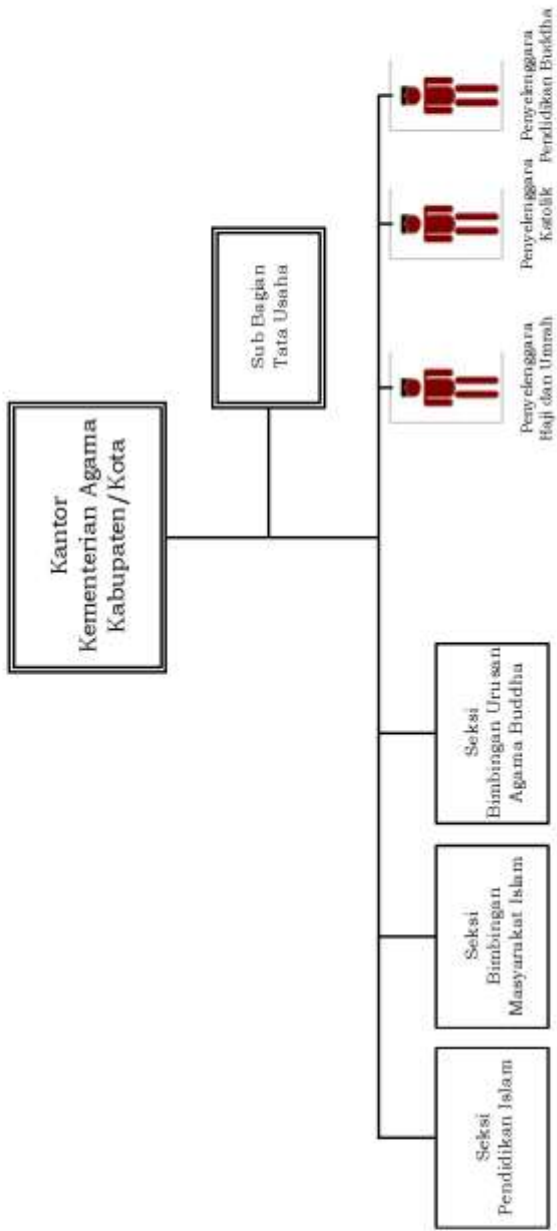 Kantor
Kementerian Agama
Kabupaten/Kota
Sub Bagian
Tata Usaha
Seksi
Pendidikan Islam
Seksi
Bimbingan
Masyarakat Islam
Seksi
Bimbingan Urusan
Agama Buddha
Penyelenggara
Haji dan Umrah
Penyelenggara
Katolik
Penyelenggara
Pendidikan Buddha